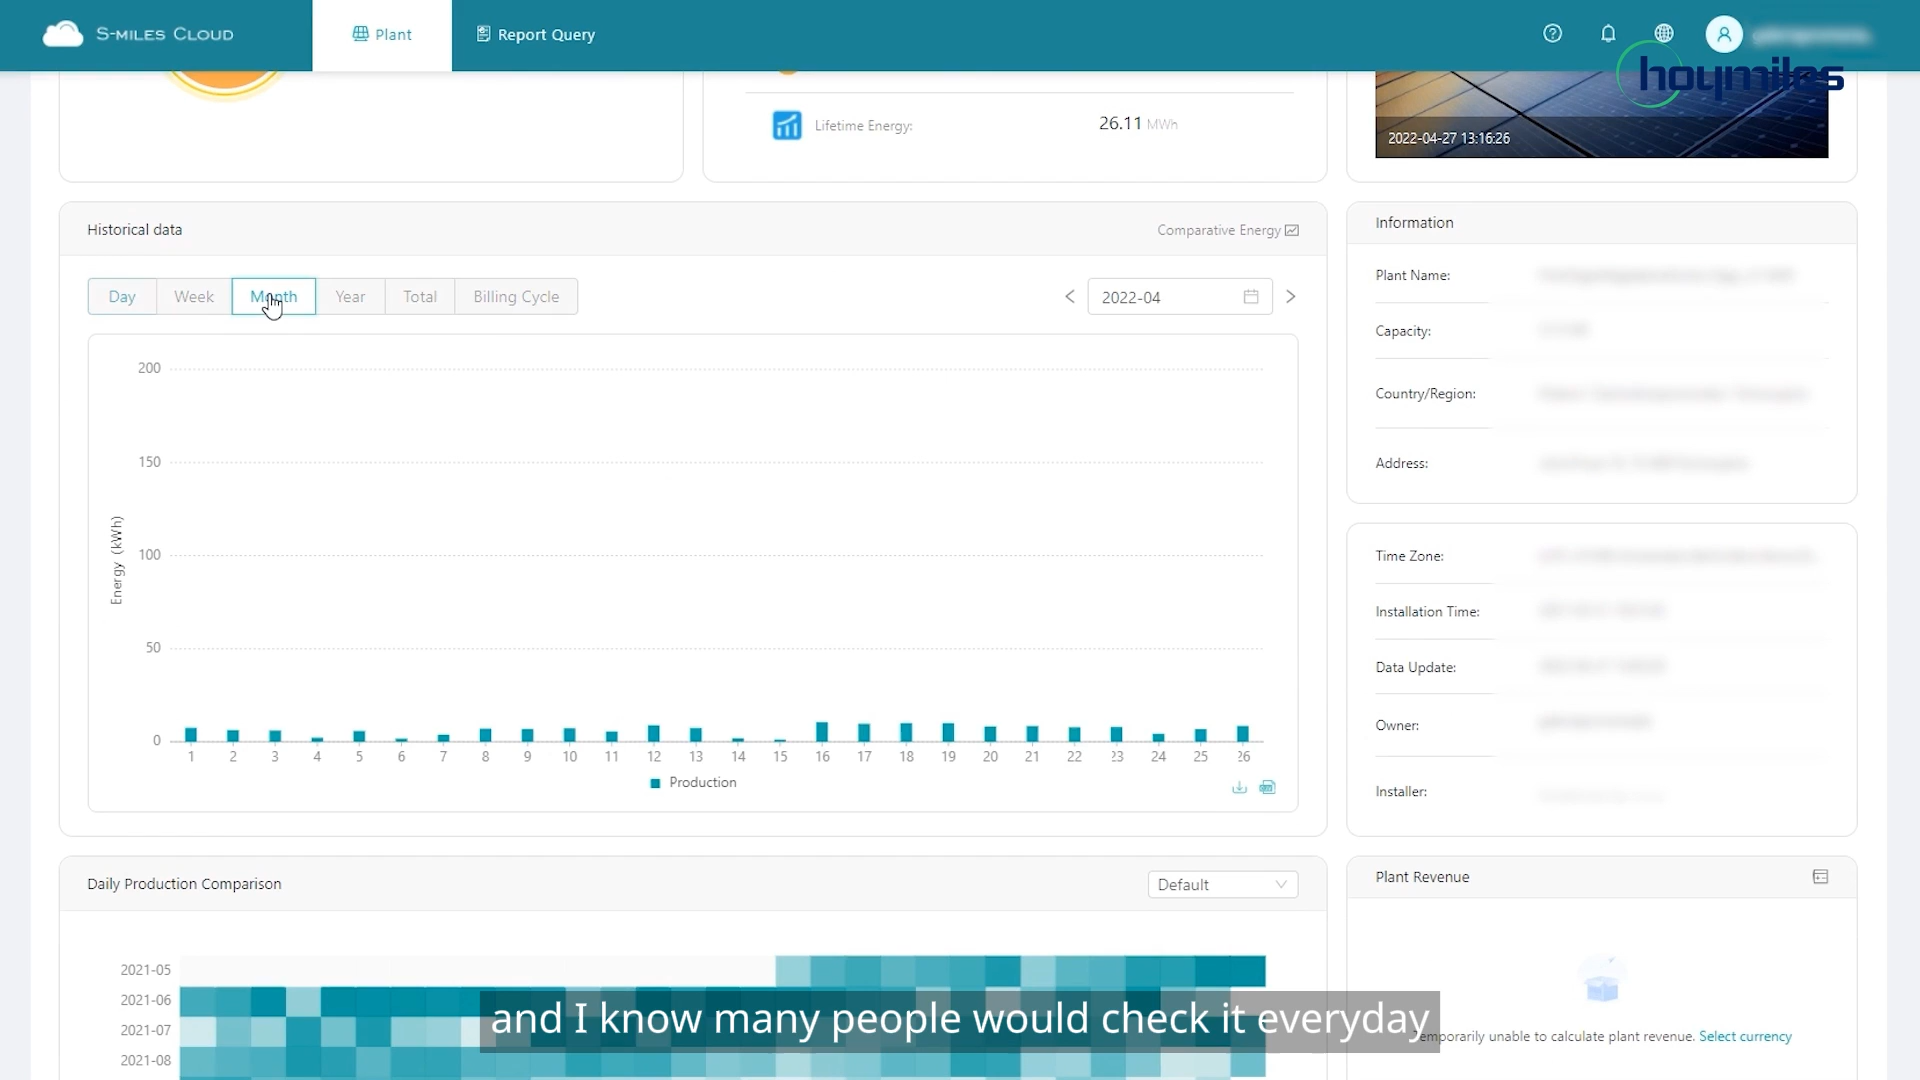 S-MILES CLOUD
Plant
Report Query
hoymiles
Lifetime Energy:
26.11 MWh
2022-04-27 13:16:26
Historical data
Comparative Energy
Day
Week
Month
Year
Total
Billing Cycle
2022-04
200
150
100
50
0
Energy (kWh)
1 2 3 4 5 6 7 8 9 10 11 12 13 14 15 16 17 18 19 20 21 22 23 24 25 26
Production
Information
Plant Name:
Capacity:
Country/Region:
Address:
Time Zone:
Installation Time:
Data Update:
Owner:
Installer:
Daily Production Comparison
Default
2021-05
2021-06
2021-07
2021-08
Plant Revenue
emporarily unable to calculate plant revenue. Select currency
and I know many people would check it everyday